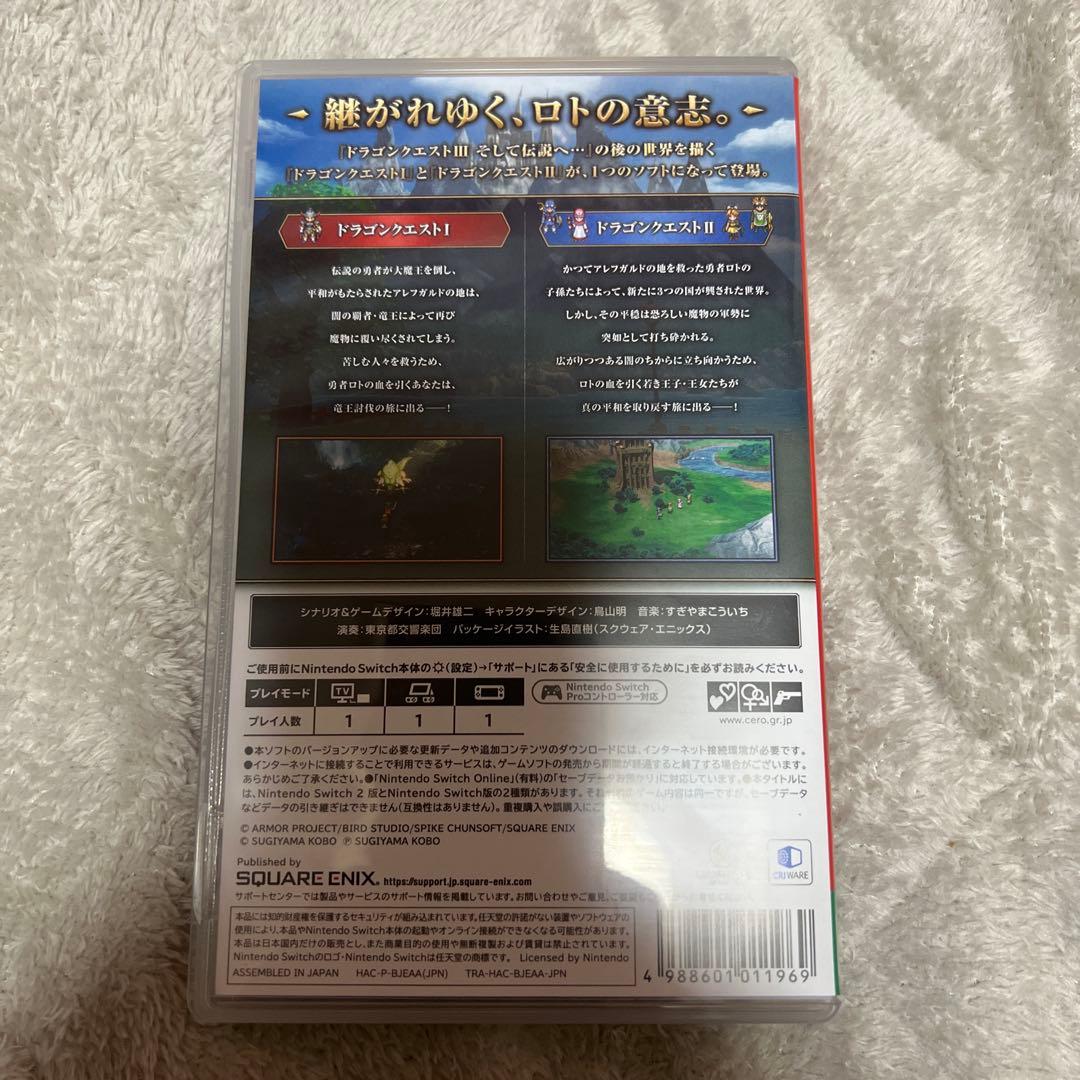 継がれゆく、ロトの意志。
『ドラゴンクエストIII そして伝説へ…』の後の世界を描く
『ドラゴンクエストI』と『ドラゴンクエストII』が、1つのソフトになって登場。
ドラゴンクエストI
伝説の勇者が大魔王を倒し、
平和がもたらされたアレフガルドの地は、
闇の覇者・竜王によって再び
魔物に覆い尽くされてしまう。
苦しむ人々を救うため、
勇者ロトの血を引くあなたは、
竜王討伐の旅に出る――!
ドラゴンクエストII
かつてアレフガルドの地を救った勇者ロトの
子孫たちによって、新たに3つの国が興された世界。
しかし、その平穏は恐ろしい魔物の軍勢に
突如として打ち砕かれる。
広がりつつある闇のちからに立ち向かうため、
ロトの血を引く若き王子・王女たちが
真の平和を取り戻す旅に出る――!
シナリオ&ゲームデザイン:堀井雄二 キャラクターデザイン:鳥山明 音楽:すぎやまこういち
演奏:東京都交響楽団 パッケージイラスト:生島直樹(スクウェア・エニックス)
ご使用前にNintendo Switch本体の(設定)→「サポート」にある「安全に使用するために」を必ずお読みください。
プレイモード TV
プレイ人数 1 1 1
Nintendo Switch
Proコントローラー対応
www.cero.gr.jp
●本ソフトのバージョンアップに必要な更新データや追加コンテンツのダウンロードには、インターネット接続環境が必要です。
●インターネットに接続することで利用できるサービスは、ゲームソフトの発売から期間が経過すると終了する場合がございます。
あらかじめご了承ください。●「Nintendo Switch Online」(有料)の「セーブデータお預かり」に対応しています。●本タイトルに
は、Nintendo Switch 2 版とNintendo Switch版の2種類があります。それぞれのゲーム内容は同一ですが、セーブデータ
などデータの引き継ぎはできません(互換性はありません)。重複購入や誤購入にご
© ARMOR PROJECT/BIRD STUDIO/SPIKE CHUNSOFT/SQUARE ENIX
© SUGIYAMA KOBO ℗ SUGIYAMA KOBO
Published by
SQUARE ENIX. https://support.jp.square-enix.com
CRIWARE
サポートセンターでは製品やサービスのサポート情報を掲載しています。お問い合わせやご意見、
本品には知的財産権を保護するセキュリティが組み込まれています。任天堂の許諾がない装置やソフトウェアの
使用により、本品やNintendo Switch本体の起動やオンライン接続ができなくなる可能性があります。
本品は日本国内だけの販売とし、また商業目的の使用や無断複製および賃貸は禁止されています。
Nintendo Switchのロゴ・Nintendo Switchは任天堂の商標です。 Licensed by Nintendo
ASSEMBLED IN JAPAN HAC-P-BJEAA(JPN) TRA-HAC-BJEAA-JPN
4 988601 011969